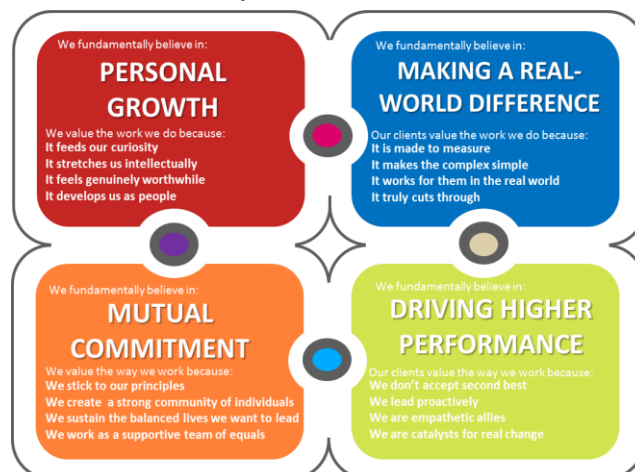 We fundamentally believe in:
PERSONAL
GROWTH
We value the work we do because:
It feeds our curiosity
It stretches us intellectually
It feels genuinely worthwhile
It develops us as people
We fundamentally believe in:
MAKING A REAL-
WORLD DIFFERENCE
Our clients value the work we do because:
It is made to measure
It makes the complex simple
It works for them in the real world
It truly cuts through
We fundamentally believe in:
MUTUAL
COMMITMENT
We value the way we work because:
We stick to our principles
We create a strong community of individuals
We sustain the balanced lives we want to lead
We work as a supportive team of equals
We fundamentally believe in:
DRIVING HIGHER
PERFORMANCE
Our clients value the way we work because:
We don't accept second best
We lead proactively
We are empathetic allies
We are catalysts for real change